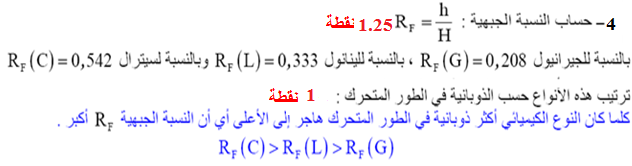 4- حساب النسبة الجبهية : R_F = h/H 1.25 نقطة
بالنسبة للجيرانيول R_F(G)=0,208 ، بالنسبة للينانول R_F(L)=0,333 وبالنسبة لسيترال R_F(C)=0,542
ترتيب هذه الأنواع حسب الذوبانية في الطور المتحرك : 1 نقطة
كلما كان النوع الكيميائي أكثر ذوبانية في الطور المتحرك هاجر إلى الأعلى أي أن النسبة الجبهية R_F أكبر .
R_F(C)>R_F(L)>R_F(G)